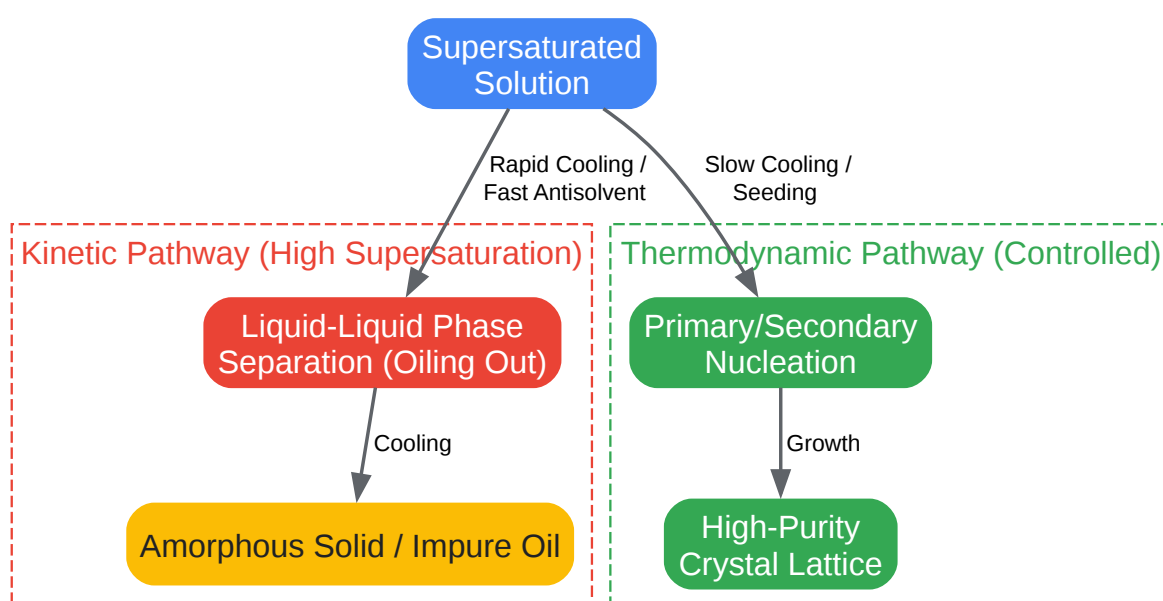 Supersaturated
Solution
Rapid Cooling /
Fast Antisolvent
Slow Cooling /
Seeding
Kinetic Pathway (High Supersaturation)
Thermodynamic Pathway (Controlled)
Liquid-Liquid Phase
Separation (Oiling Out)
Primary/Secondary
Nucleation
Cooling
Growth
Amorphous Solid / Impure Oil
High-Purity
Crystal Lattice